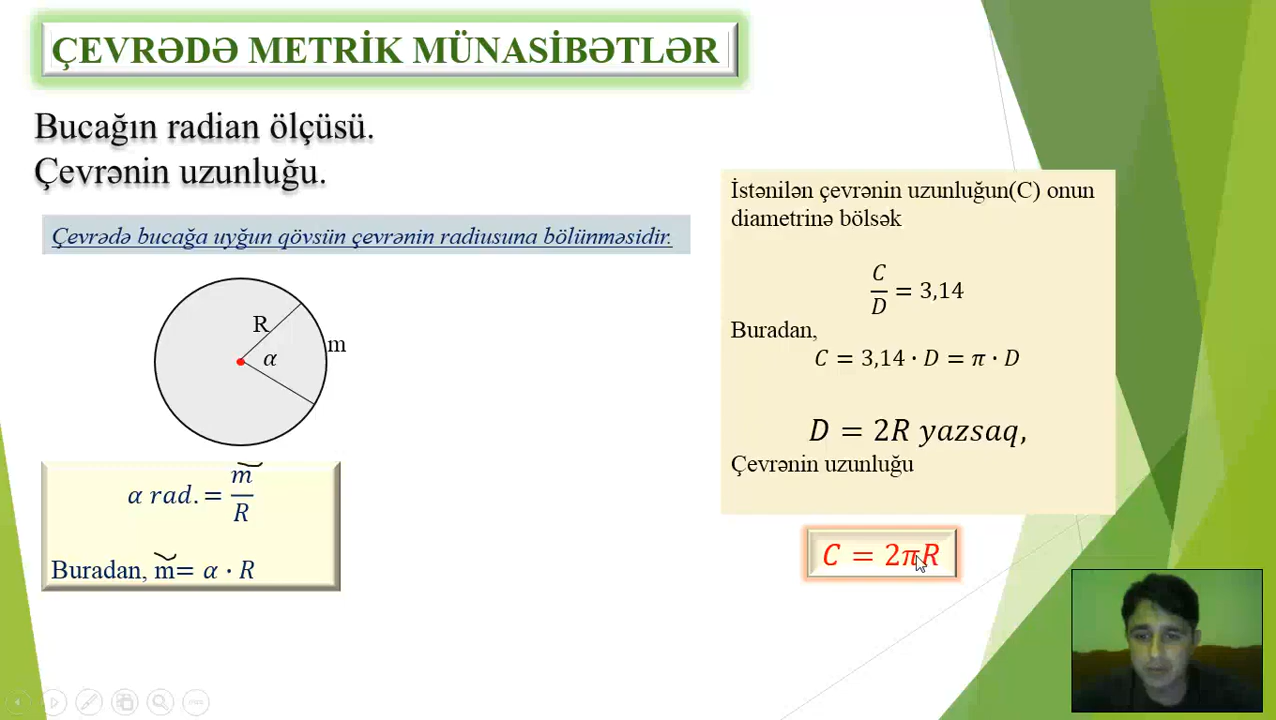 ÇEVRƏDƏ METRİK MÜNASİBƏTLƏR
Bucağın radian ölçüsü.
Çevrənin uzunluğu.
Çevrədə bucağa uyğun qövsün çevrənin radiusuna bölünməsidir.
R
α
m
α rad. = m̆/R
Buradan, m̆= α · R
İstənilən çevrənin uzunluğun(C) onun
diametrinə bölsək
C/D = 3,14
Buradan,
C = 3,14 · D = π · D
D = 2R yazsaq,
Çevrənin uzunluğu
C = 2πR